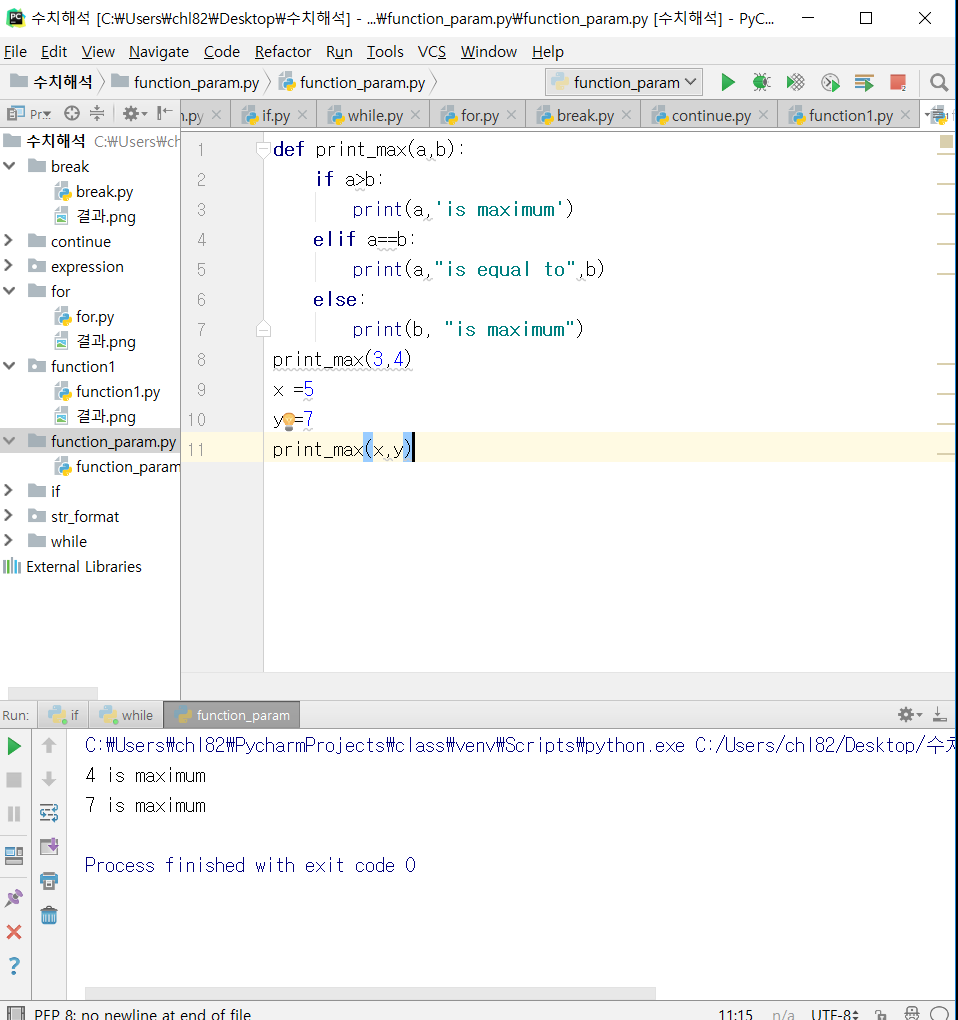 수치해석 [C:₩Users₩chl82₩Desktop₩수치해석] - ...₩function_param.py₩function_param.py [수치해석] - PyC...
File Edit View Navigate Code Refactor Run Tools VCS Window Help
수치해석 function_param.py function_param.py function_param
Pr... n.py if.py while.py for.py break.py continue.py function1.py
수치해석 C:₩Users₩ch
break
break.py
결과.png
continue
expression
for
for.py
결과.png
function1
function1.py
결과.png
function_param.py
function_param
if
str_format
while
External Libraries
1 def print_max(a,b):
2 if a>b:
3 print(a,'is maximum')
4 elif a==b:
5 print(a,"is equal to",b)
6 else:
7 print(b, "is maximum")
8 print_max(3,4)
9 x =5
10 y =7
11 print_max(x,y)
Run: if while function_param
C:₩Users₩chl82₩PycharmProjects₩class₩venv₩Scripts₩python.exe C:/Users/chl82/Desktop/수치
4 is maximum
7 is maximum
Process finished with exit code 0
PEP 8: no newline at end of file 11:15 n/a UTF-8